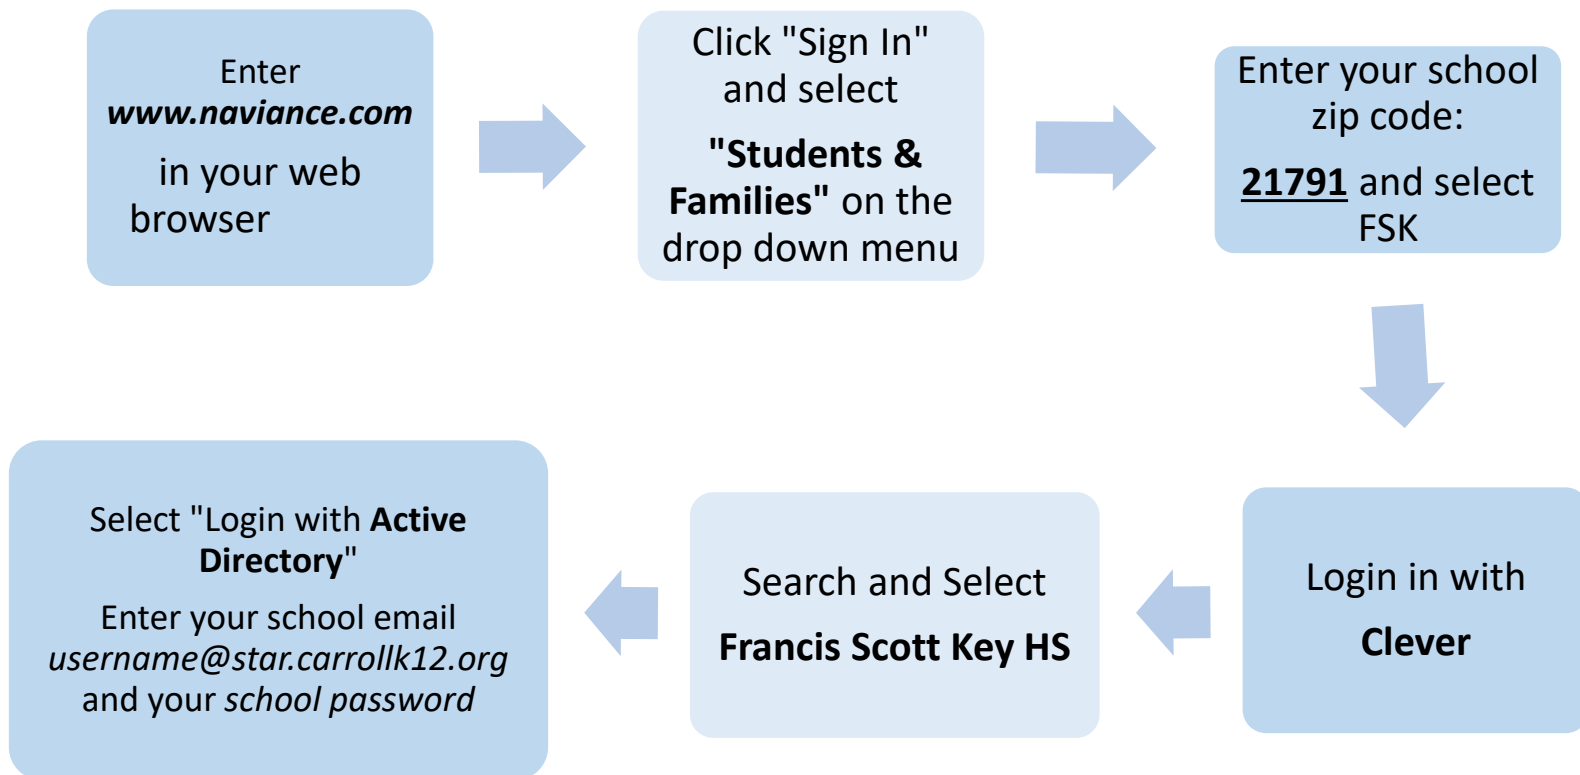 Enter
www.naviance.com
in your web
browser
Click "Sign In"
and select
"Students &
Families" on the
drop down menu
Enter your school
zip code:
21791 and select
FSK
Login in with
Clever
Search and Select
Francis Scott Key HS
Select "Login with Active
Directory"
Enter your school email
username@star.carrollk12.org
and your school password